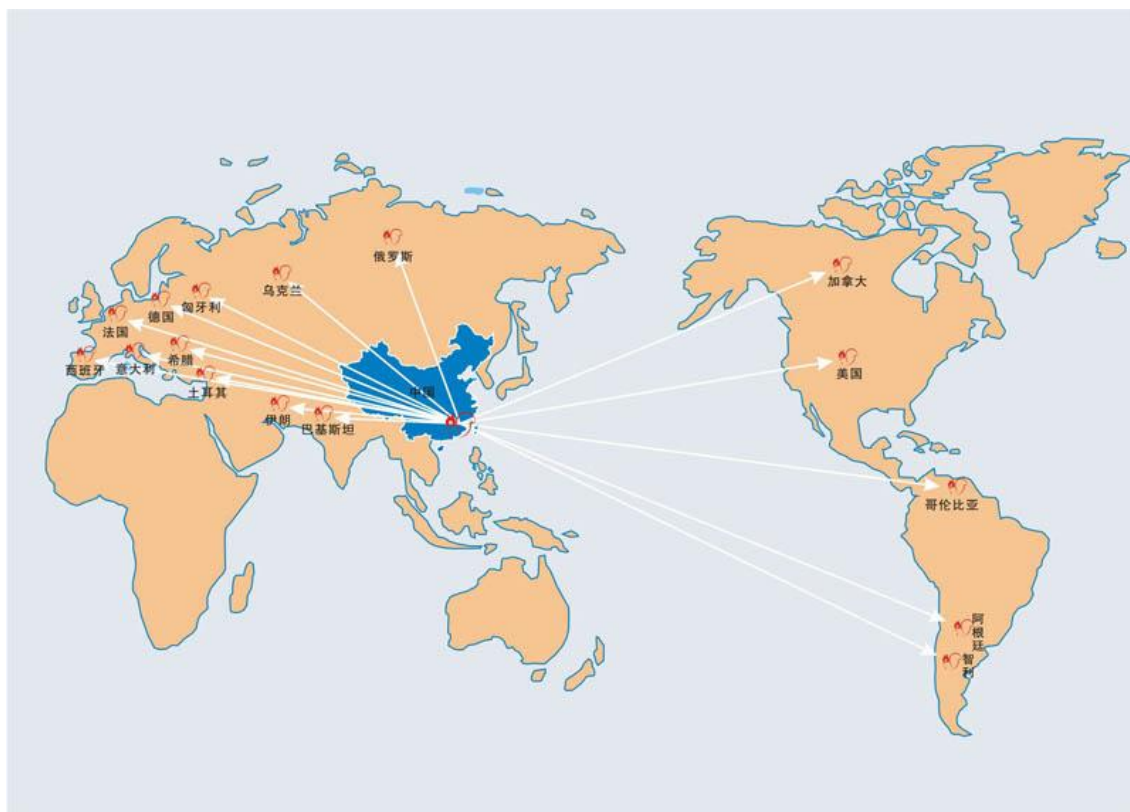 俄罗斯
加拿大
乌克兰
匈牙利
德国
法国
希腊
意大利
西班牙
美国
土耳其
中国
伊朗
巴基斯坦
哥伦比亚
阿根廷
智利